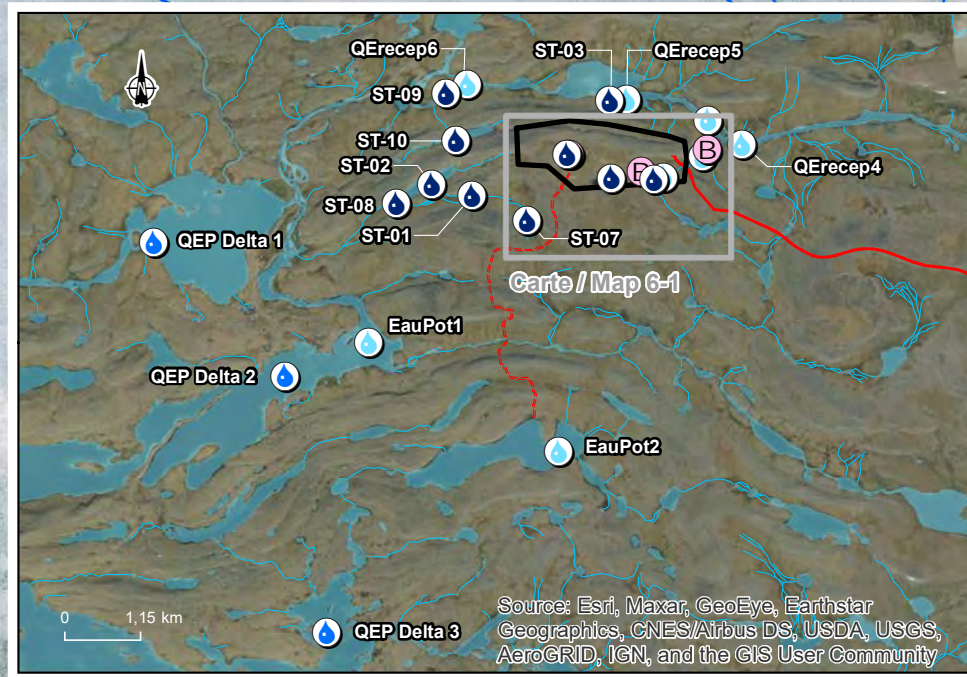 QErecep6
ST-03
QErecep5
ST-09
ST-10
B
QErecep4
ST-02
ST-08
ST-01
ST-07
QEP Delta 1
Carte / Map 6-1
EauPot1
QEP Delta 2
EauPot2
0 1,15 km
QEP Delta 3
Source: Esri, Maxar, GeoEye, Earthstar
Geographics, CNES/Airbus DS, USDA, USGS,
AeroGRID, IGN, and the GIS User Community